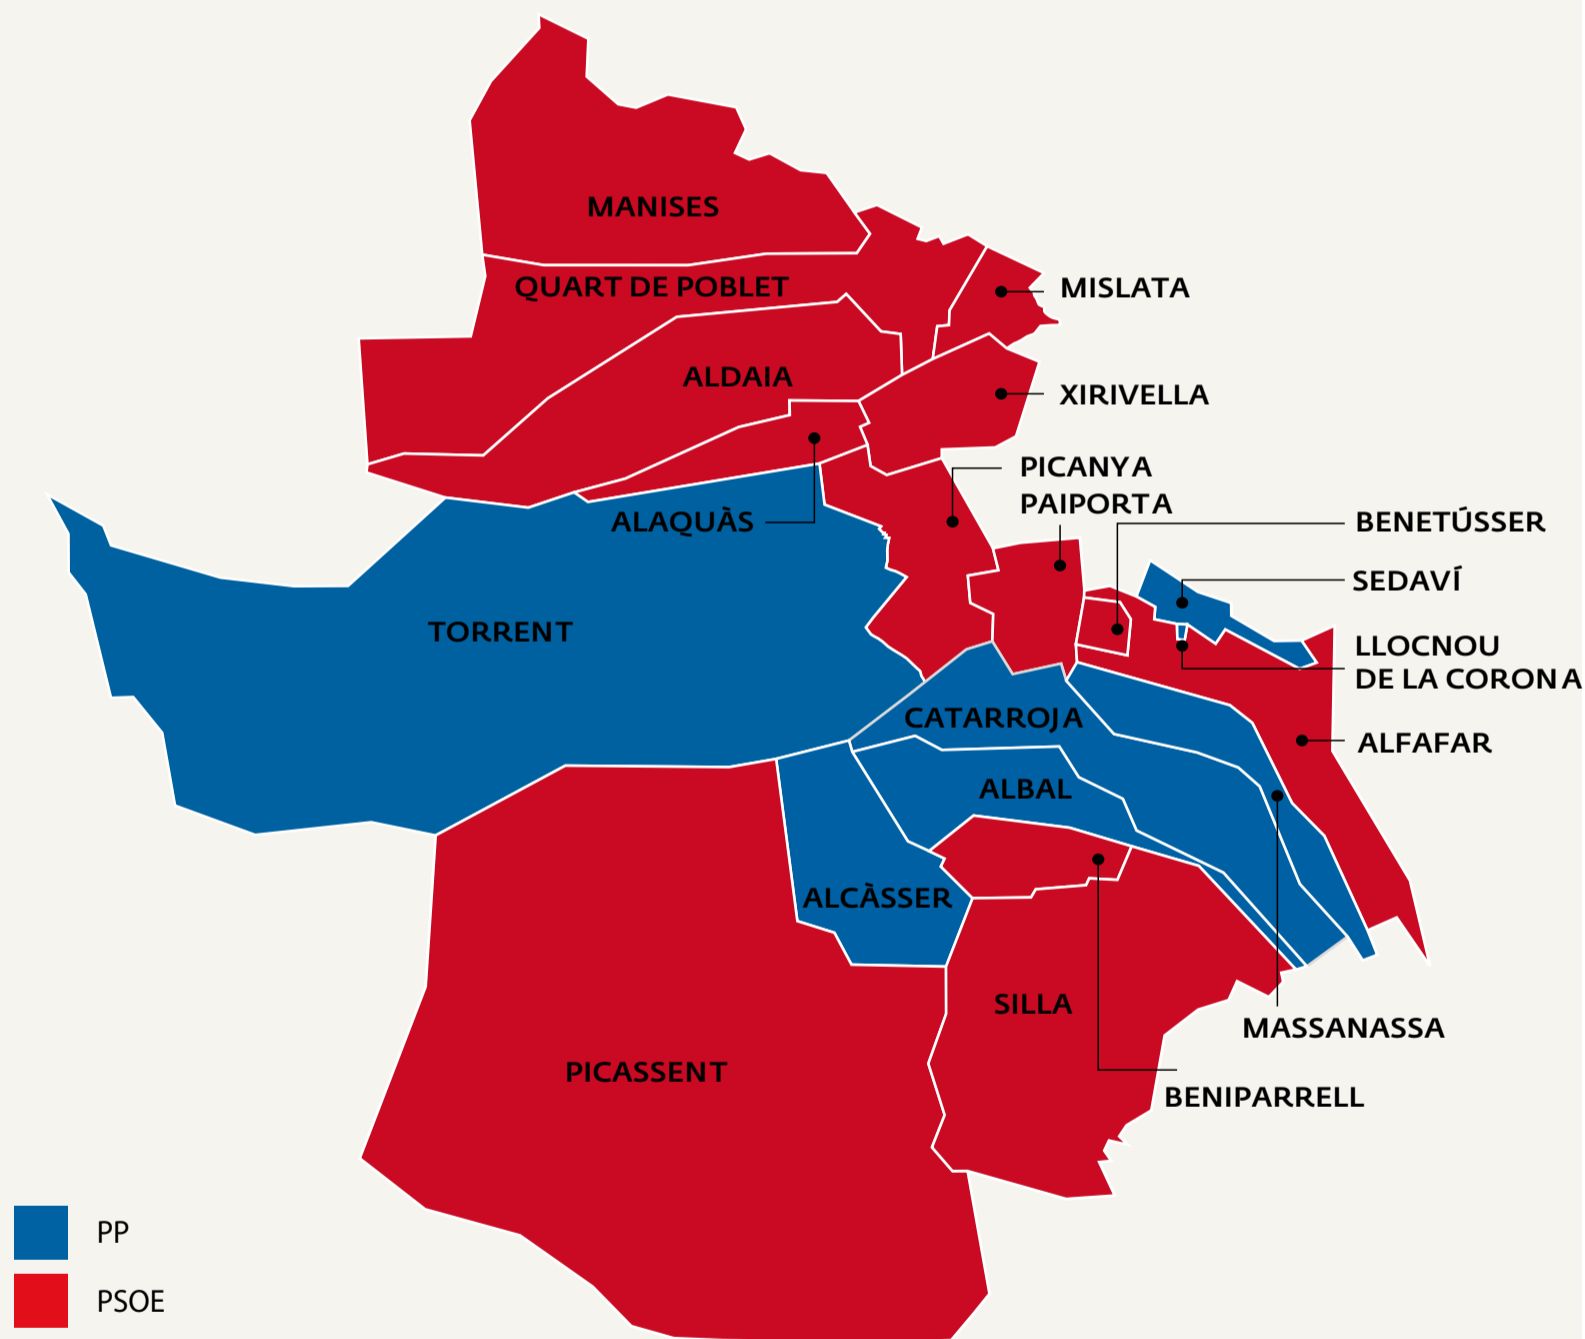 MANISES
QUART DE POBLET
MISLATA
ALDAIA
XIRIVELLA
PICANYA
PAIPORTA
ALAQUÀS
BENETÚSSER
SEDAVÍ
TORRENT
LLOCNOU
DE LA CORONA
CATARROJA
ALFAFAR
ALBAL
ALCÀSSER
SILLA
MASSANASSA
PICASSENT
BENIPARRELL
PP
PSOE